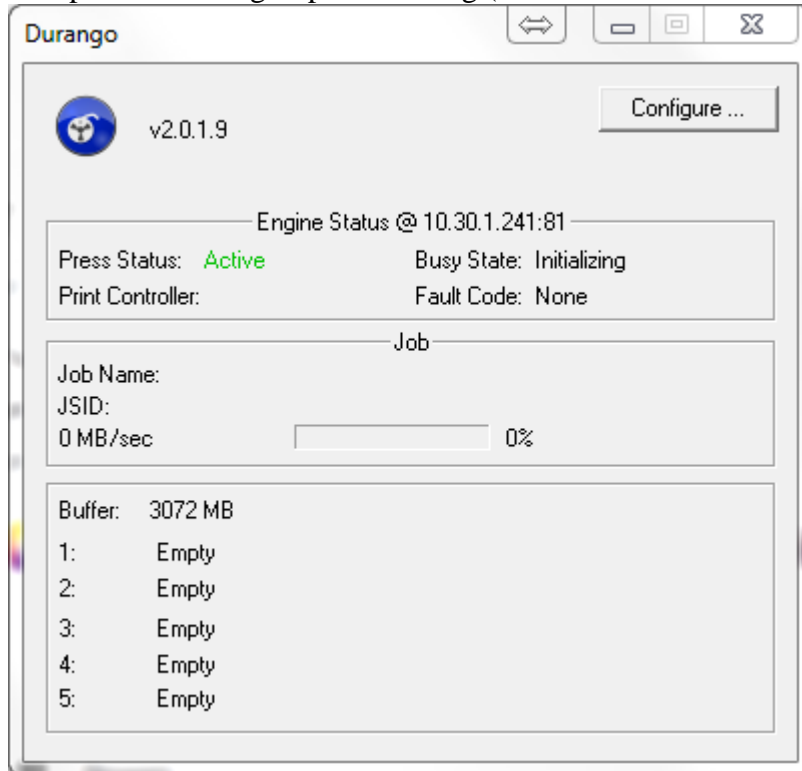 Durango
v2.0.1.9
Configure ...
Engine Status @ 10.30.1.241:81
Press Status: Active Busy State: Initializing
Print Controller: Fault Code: None
Job
Job Name:
JSID:
0 MB/sec 0%
Buffer: 3072 MB
1: Empty
2: Empty
3: Empty
4: Empty
5: Empty